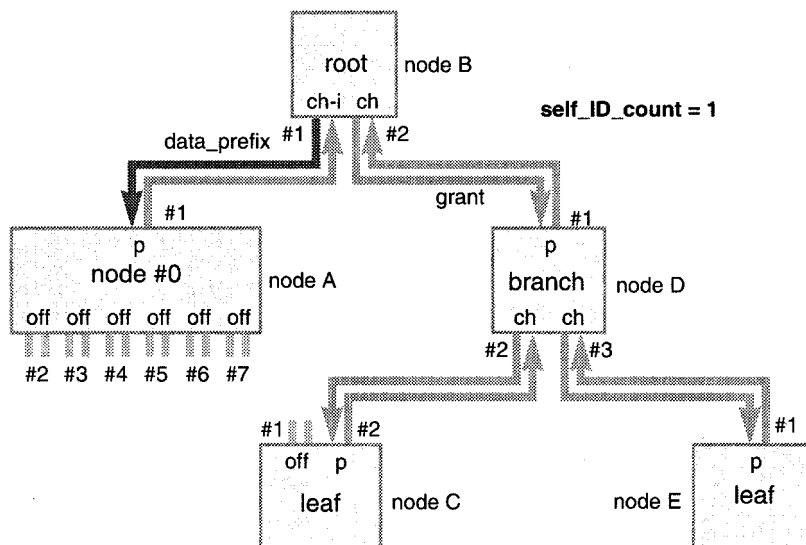 root
node B
ch-i ch
self_ID_count = 1
#1
#2
data_prefix
grant
#1
#1
p
node #0
node A
off off off off off off
#2 #3 #4 #5 #6 #7
p
branch
node D
ch ch
#2
#3
#1
#2
#1
off p
leaf
node C
node E
p
leaf